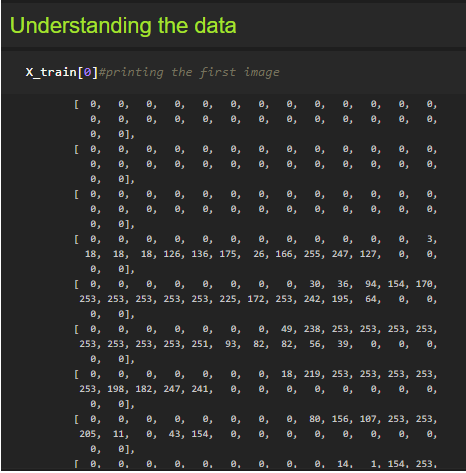 Understanding the data
X_train[0]#printing the first image
[ 0, 0, 0, 0, 0, 0, 0, 0, 0, 0, 0, 0, 0,
0, 0, 0, 0, 0, 0, 0, 0, 0, 0, 0, 0, 0,
0, 0],
[ 0, 0, 0, 0, 0, 0, 0, 0, 0, 0, 0, 0, 0,
0, 0, 0, 0, 0, 0, 0, 0, 0, 0, 0, 0, 0,
0, 0],
[ 0, 0, 0, 0, 0, 0, 0, 0, 0, 0, 0, 0, 0,
0, 0, 0, 0, 0, 0, 0, 0, 0, 0, 0, 0, 0,
0, 0],
[ 0, 0, 0, 0, 0, 0, 0, 0, 0, 0, 0, 0, 3,
18, 18, 18, 126, 136, 175, 26, 166, 255, 247, 127, 0, 0,
0, 0],
[ 0, 0, 0, 0, 0, 0, 0, 0, 30, 36, 94, 154, 170,
253, 253, 253, 253, 253, 225, 172, 253, 242, 195, 64, 0, 0,
0, 0],
[ 0, 0, 0, 0, 0, 0, 0, 49, 238, 253, 253, 253, 253,
253, 253, 253, 253, 251, 93, 82, 82, 56, 39, 0, 0, 0,
0, 0],
[ 0, 0, 0, 0, 0, 0, 0, 18, 219, 253, 253, 253, 253,
253, 198, 182, 247, 241, 0, 0, 0, 0, 0, 0, 0, 0,
0, 0],
[ 0, 0, 0, 0, 0, 0, 0, 0, 80, 156, 107, 253, 253,
205, 11, 0, 43, 154, 0, 0, 0, 0, 0, 0, 0, 0,
0, 0],
[ 0, 0, 0, 0, 0, 0, 0, 0, 0, 14, 1, 154, 253,